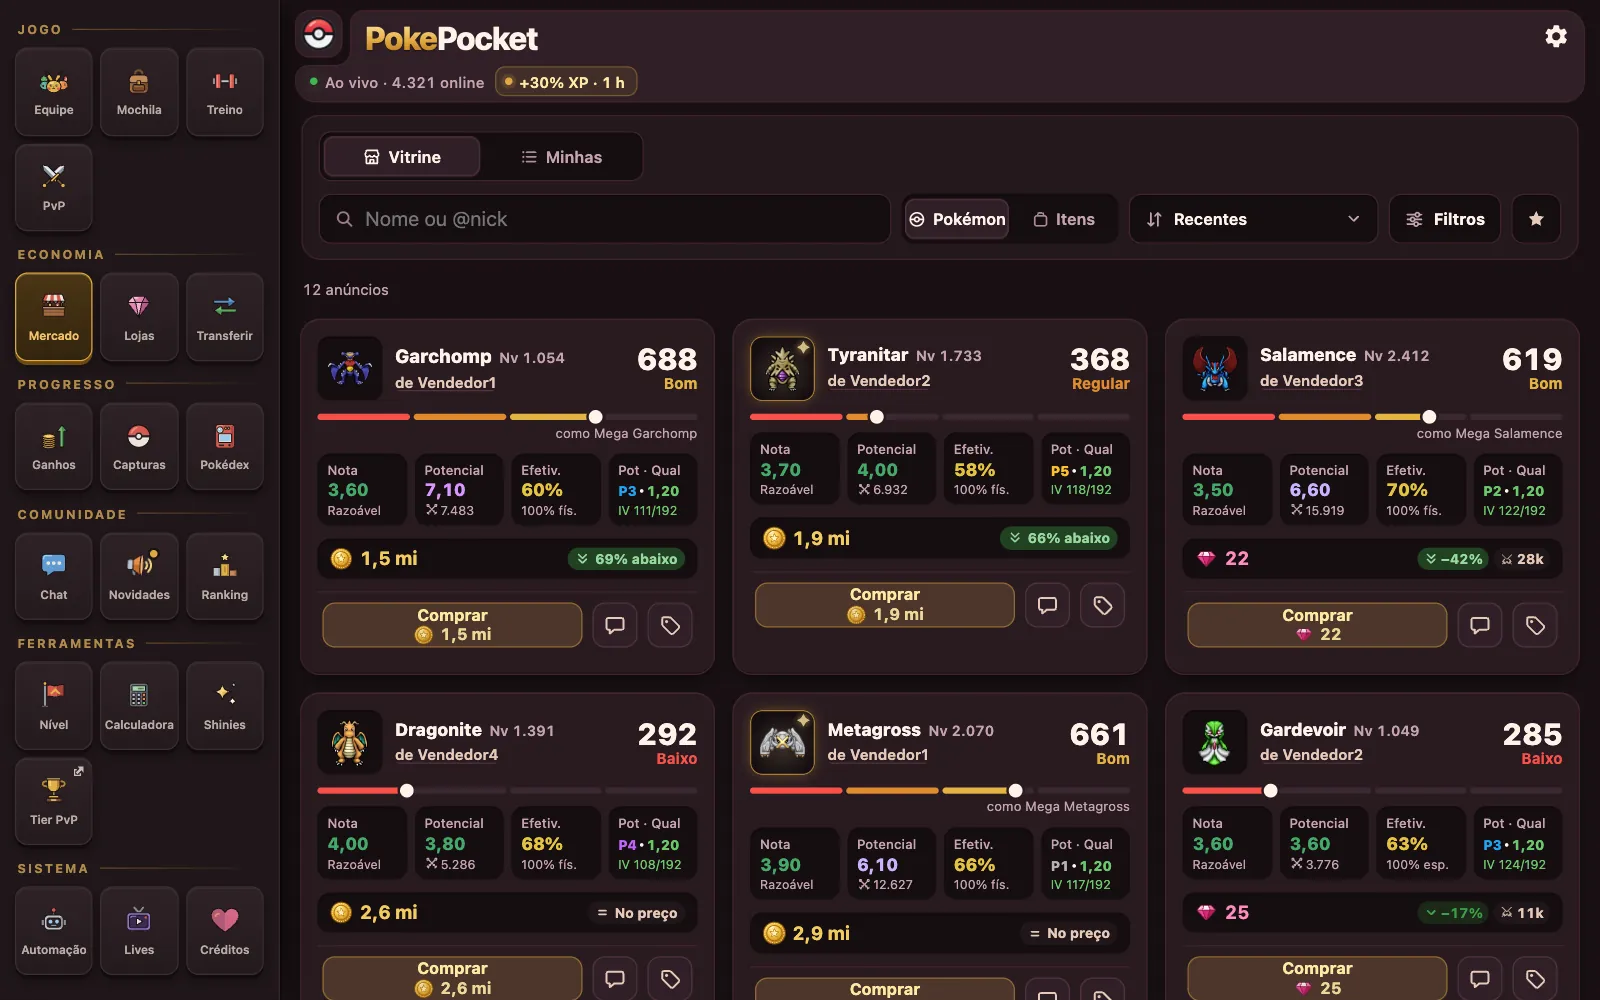 JOGO
Equipe
Mochila
Treino
PvP
ECONOMIA
Mercado
Lojas
Transferir
PROGRESSO
Ganhos
Capturas
Pokédex
COMUNIDADE
Chat
Novidades
Ranking
FERRAMENTAS
Nível
Calculadora
Shinies
Tier PvP
SISTEMA
Automação
Lives
Créditos
PokePocket
Ao vivo · 4.321 online
+30% XP · 1 h
Vitrine
Minhas
Nome ou @nick
Pokémon
Itens
Recentes
Filtros
12 anúncios
Garchomp Nv 1.054
de Vendedor1
688
Bom
como Mega Garchomp
Nota
3,60
Razoável
Potencial
7,10
7.483
Efetiv.
60%
100% fís.
Pot · Qual
P3 • 1,20
IV 111/192
1,5 mi
69% abaixo
Comprar
1,5 mi
Tyranitar Nv 1.733
de Vendedor2
368
Regular
Nota
3,70
Razoável
Potencial
4,00
6.932
Efetiv.
58%
100% fís.
Pot · Qual
P5 • 1,20
IV 118/192
1,9 mi
66% abaixo
Comprar
1,9 mi
Salamence Nv 2.412
de Vendedor3
619
Bom
como Mega Salamence
Nota
3,50
Razoável
Potencial
6,60
15.919
Efetiv.
70%
100% fís.
Pot · Qual
P2 • 1,20
IV 122/192
22
−42%
28k
Comprar
22
Dragonite Nv 1.391
de Vendedor4
292
Baixo
Nota
4,00
Razoável
Potencial
3,80
5.286
Efetiv.
68%
100% fís.
Pot · Qual
P4 • 1,20
IV 108/192
2,6 mi
= No preço
Comprar
2,6 mi
Metagross Nv 2.070
de Vendedor1
661
Bom
como Mega Metagross
Nota
3,90
Razoável
Potencial
6,10
12.627
Efetiv.
66%
100% fís.
Pot · Qual
P1 • 1,20
IV 117/192
2,9 mi
= No preço
Comprar
Gardevoir Nv 1.049
de Vendedor2
285
Baixo
Nota
3,60
Razoável
Potencial
3,60
3.776
Efetiv.
63%
100% esp.
Pot · Qual
P3 • 1,20
IV 124/192
25
−17%
11k
Comprar
25